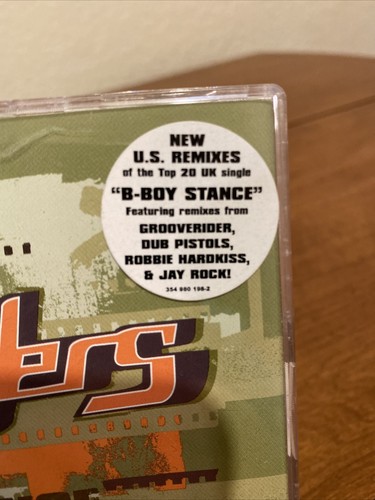 NEW
U.S. REMIXES
of the Top 20 UK single
"B-BOY STANCE"
Featuring remixes from
GROOVERIDER,
DUB PISTOLS,
ROBBIE HARDKISS,
& JAY ROCK!
354 980 198-2
ers